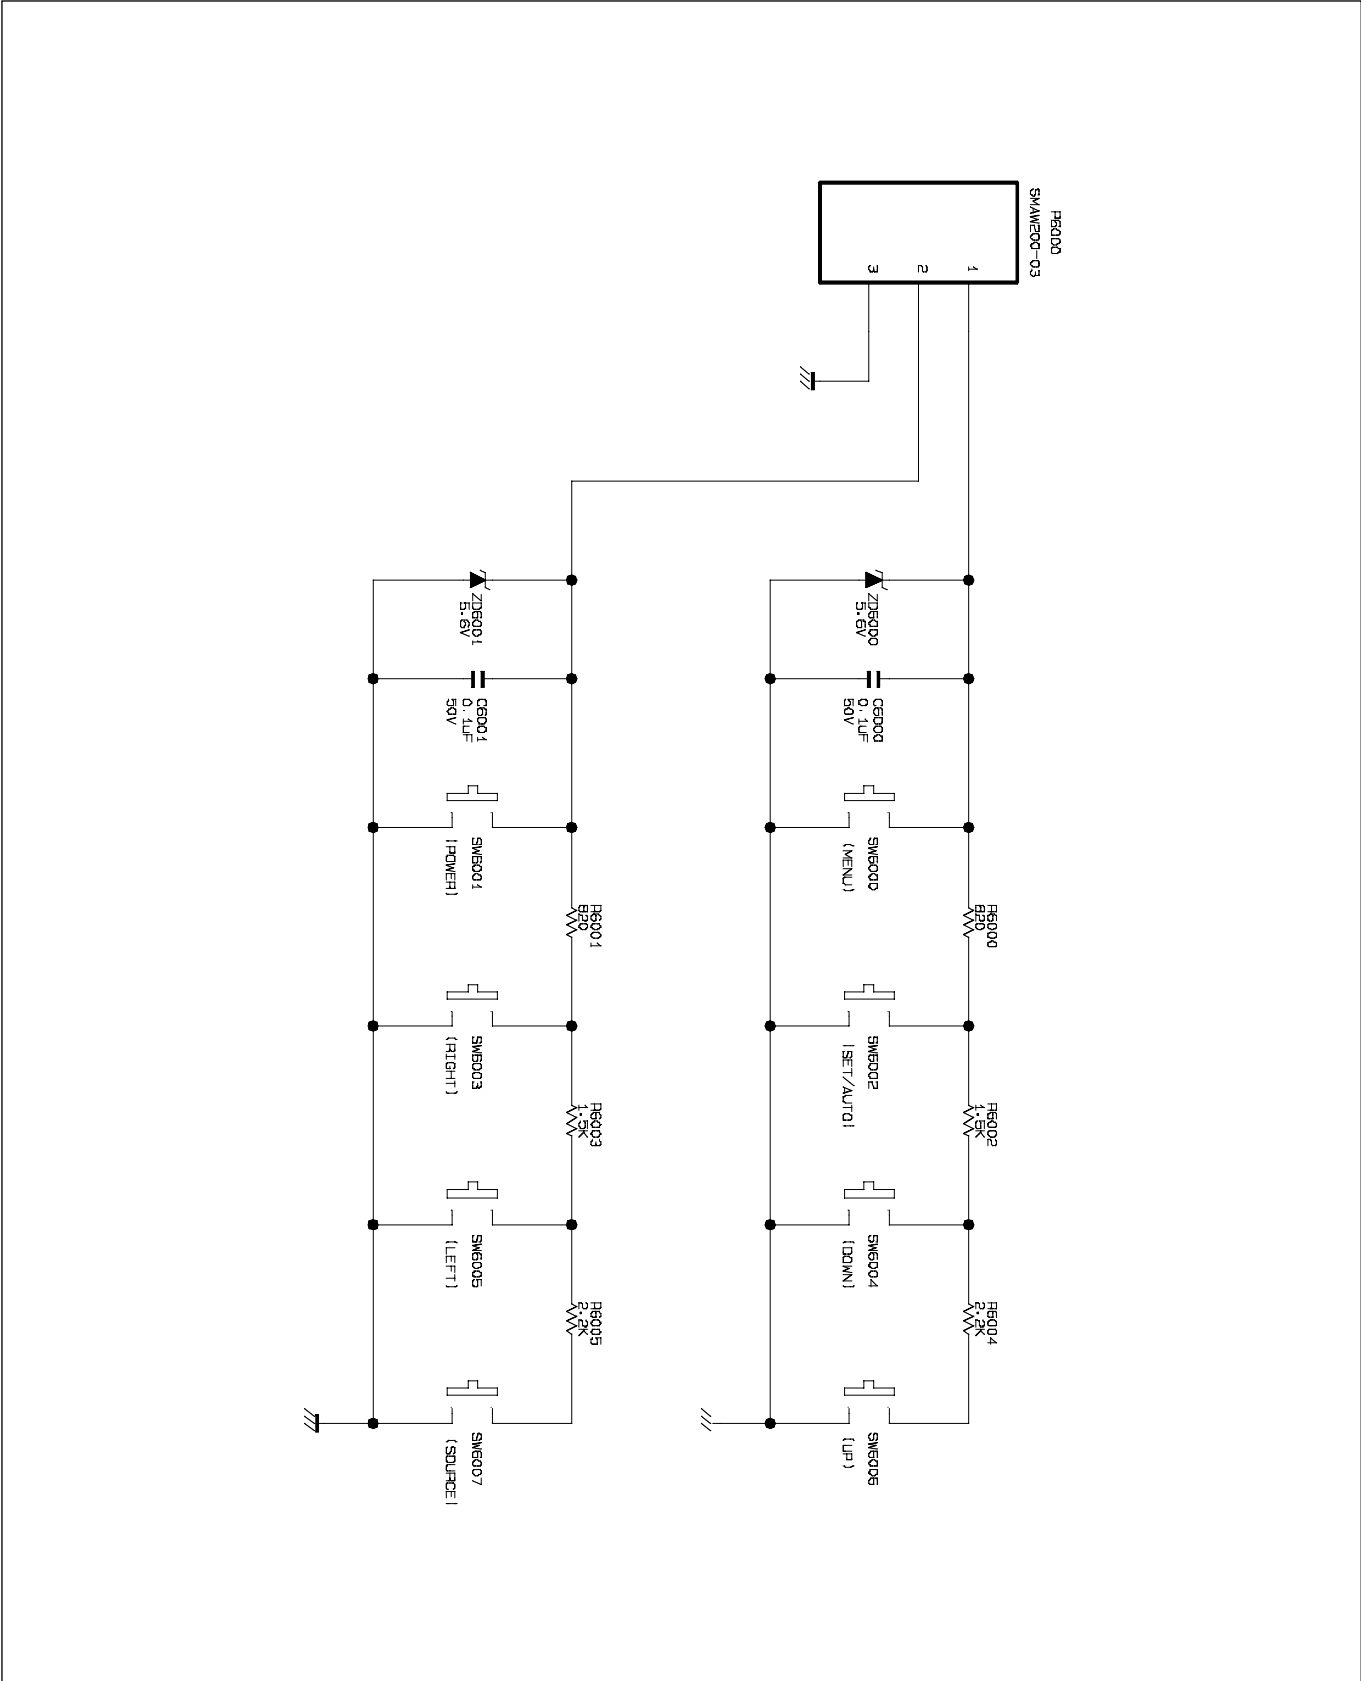 P6000
SMAW200-03
1
2
3
ZD6000
5.6V
C6000
0.1uF
50V
SW6000
(MENU)
R6000
820
SW6002
(SET/AUTO)
R6002
1.5K
SW6004
(DOWN)
R6004
2.2K
SW6006
(UP)
ZD6001
5.6V
C6001
0.1uF
50V
SW6001
(POWER)
R6001
820
SW6003
(RIGHT)
R6003
1.5K
SW6005
(LEFT)
R6005
2.2K
SW6007
(SOURCE)